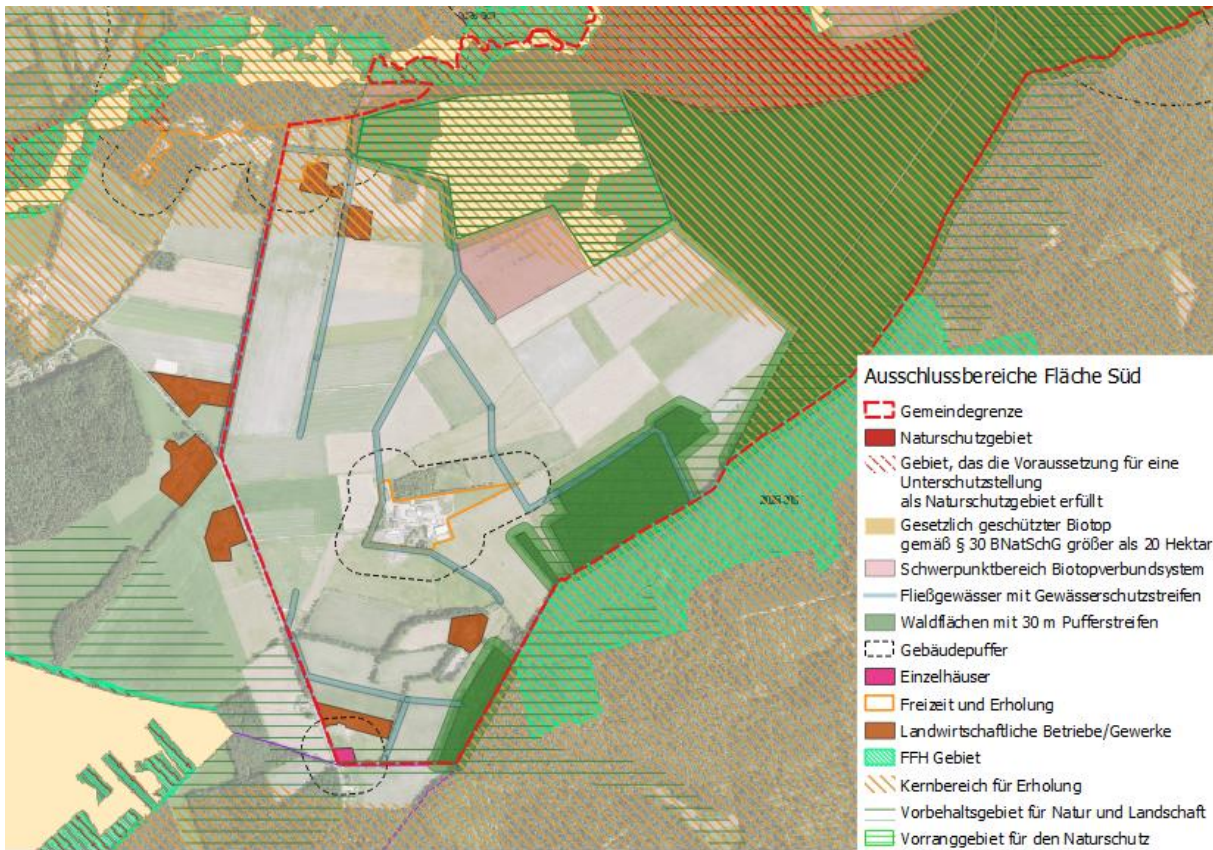 Ausschlussbereiche Fläche Süd
Gemeindegrenze
Naturschutzgebiet
Gebiet, das die Voraussetzung für eine
Unterschutzstellung
als Naturschutzgebiet erfüllt
Gesetzlich geschützter Biotop
gemäß § 30 BNatSchG größer als 20 Hektar
Schwerpunktbereich Biotopverbundsystem
Fließgewässer mit Gewässerschutzstreifen
Waldflächen mit 30 m Pufferstreifen
Gebäudepuffer
Einzelhäuser
Freizeit und Erholung
Landwirtschaftliche Betriebe/Gewerke
FFH Gebiet
Kernbereich für Erholung
Vorbehaltsgebiet für Natur und Landschaft
Vorranggebiet für den Naturschutz